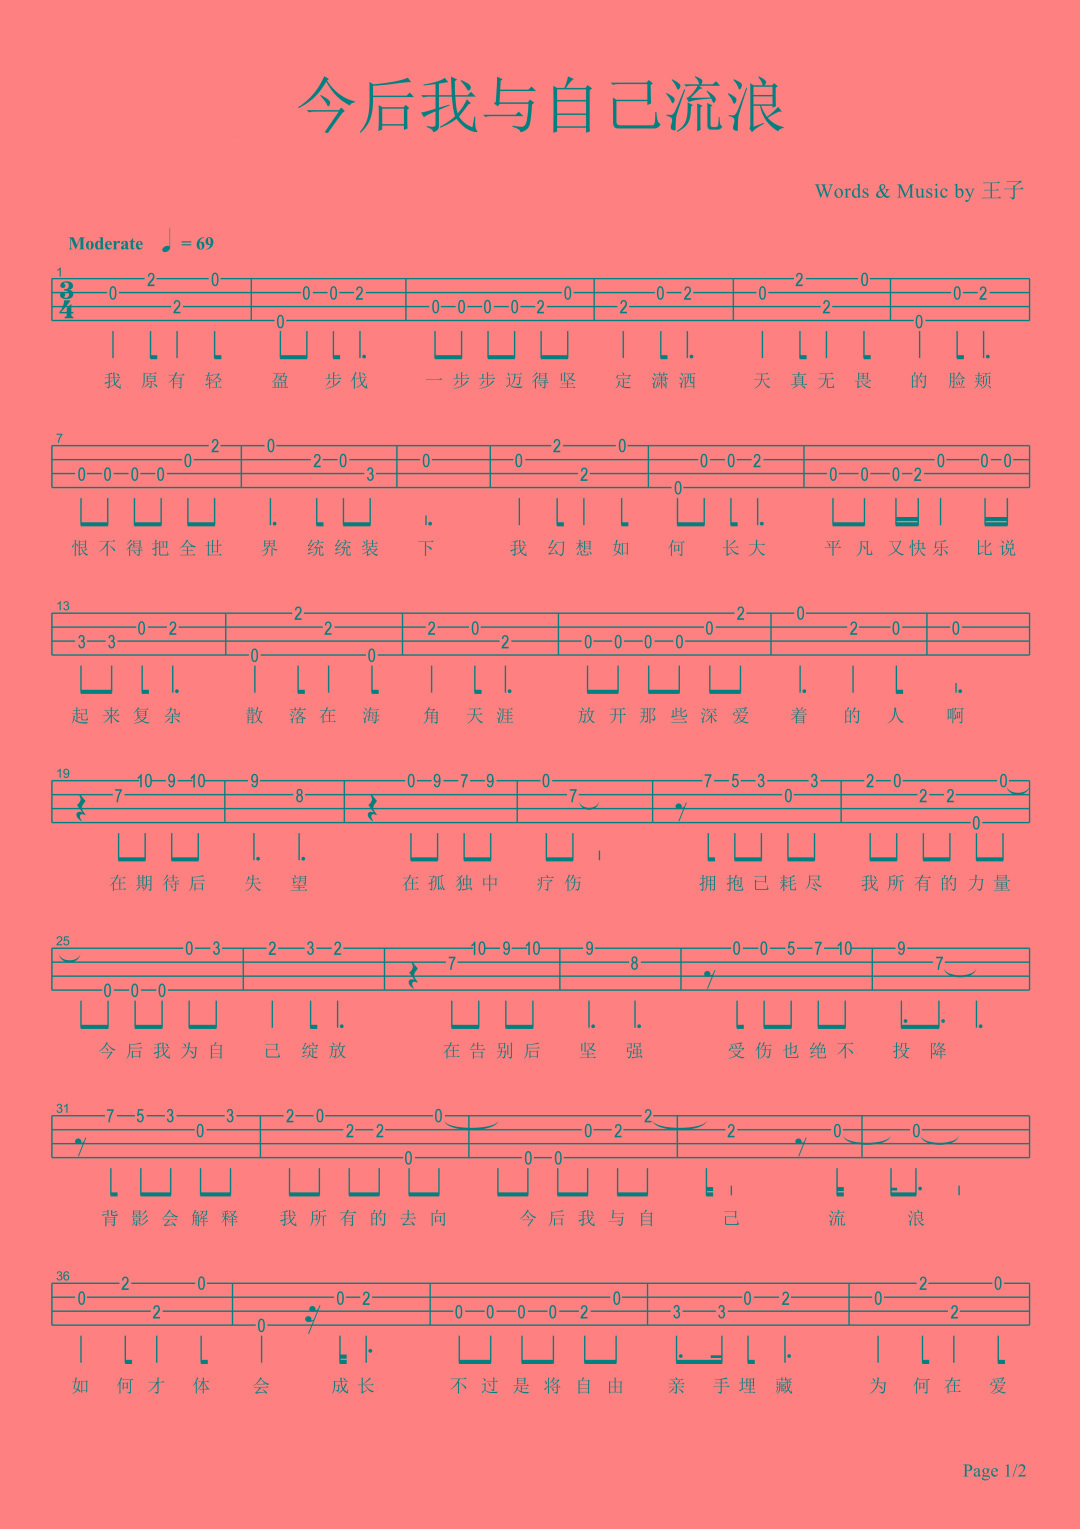 今后我与自己流浪
Words & Music by 王子
Moderate ♩ = 69
1
3
4
0 2 2 0 0 0 0 2 0 0 0 0 2 0 2 0 2 0 2 2 0 0 0 2
我 原 有 轻 盈 步 伐 一 步 步 迈 得 坚 定 潇 洒 天 真 无 畏 的 脸 颊
7
0 0 0 0 0 2 0 2 0 3 0 0 2 2 0 0 0 0 2 0 0 0 2 0 0 0
恨 不 得 把 全 世 界 统 统 装 下 我 幻 想 如 何 长 大 平 凡 又 快 乐 比 说
13
3 3 0 2 0 2 2 0 2 0 2 0 0 0 0 0 2 0 2 0 0
起 来 复 杂 散 落 在 海 角 天 涯 放 开 那 些 深 爱 着 的 人 啊
19
7 10 9 10 9 8 0 9 7 9 0 7 7 5 3 0 3 2 0 2 2 0 0
在 期 待 后 失 望 在 孤 独 中 疗 伤 拥 抱 己 耗 尽 我 所 有 的 力 量
25
0 0 0 0 3 2 3 2 7 10 9 10 9 8 0 0 5 7 10 9 7
今 后 我 为 自 己 绽 放 在 告 别 后 坚 强 受 伤 也 绝 不 投 降
31
7 5 3 0 3 2 0 2 2 0 0 0 0 0 2 2 2 0 0
背 影 会 解 释 我 所 有 的 去 向 今 后 我 与 自 己 流 浪
36
0 2 2 0 0 0 2 0 0 0 0 2 0 3 3 0 2 0 2 2 0
如 何 才 体 会 成 长 不 过 是 将 自 由 亲 手 埋 藏 为 何 在 爱
Page 1/2